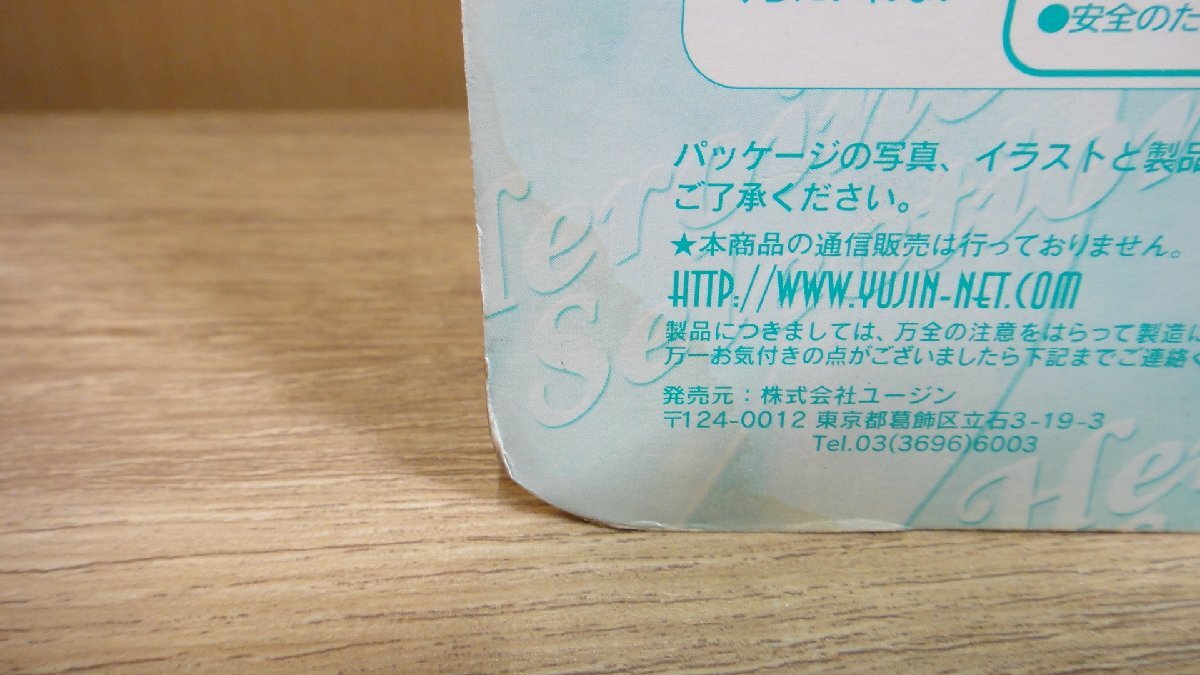 ●安全のた
パッケージの写真、イラストと製品
ご了承ください。
★本商品の通信販売は行っておりません。
HTTP://WWW.YUJIN-NET.COM
製品につきましては、万全の注意をはらって製造に
万一お気付きの点がございましたら下記までご連絡
発売元：株式会社ユージン
〒124-0012 東京都葛飾区立石3-19-3
Tel.03(3696)6003